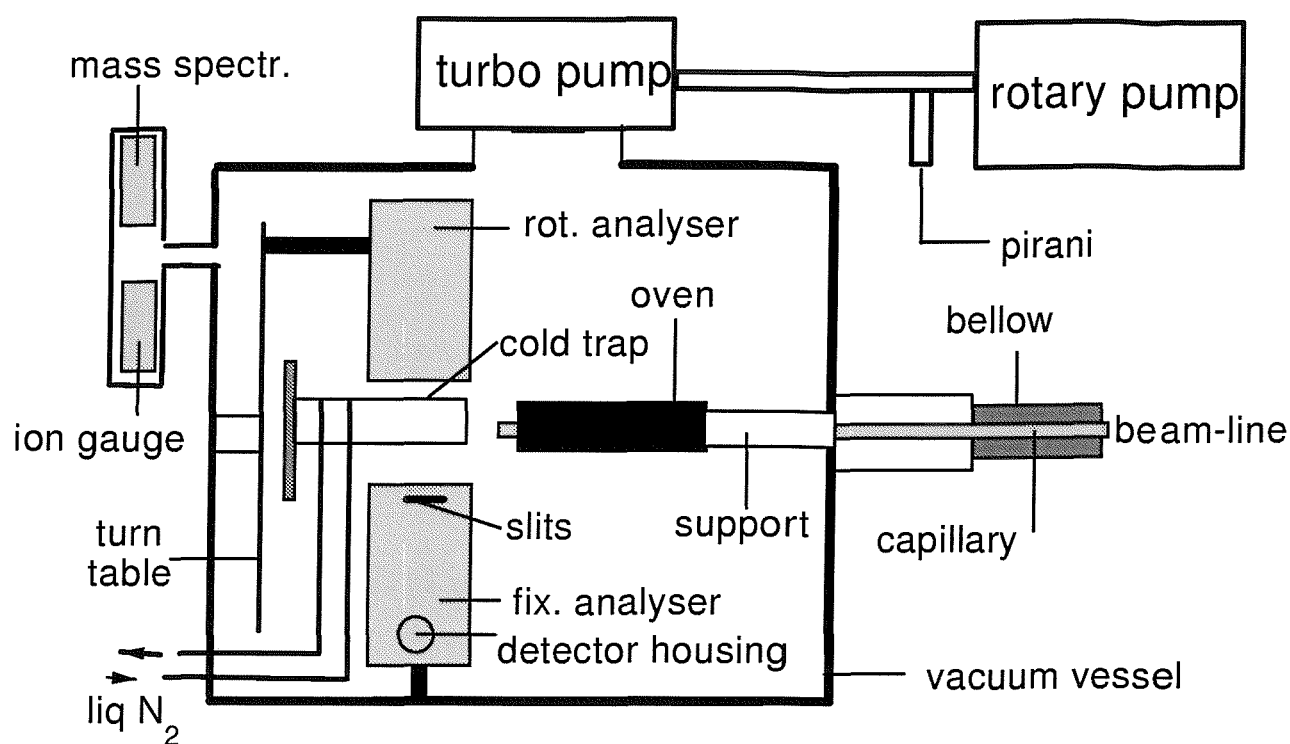 mass spectr.
turbo pump
rotary pump
rot. analyser
pirani
oven
bellow
cold trap
ion gauge
beam-line
slits
support
capillary
turn
table
fix. analyser
detector housing
vacuum vessel
liq N2